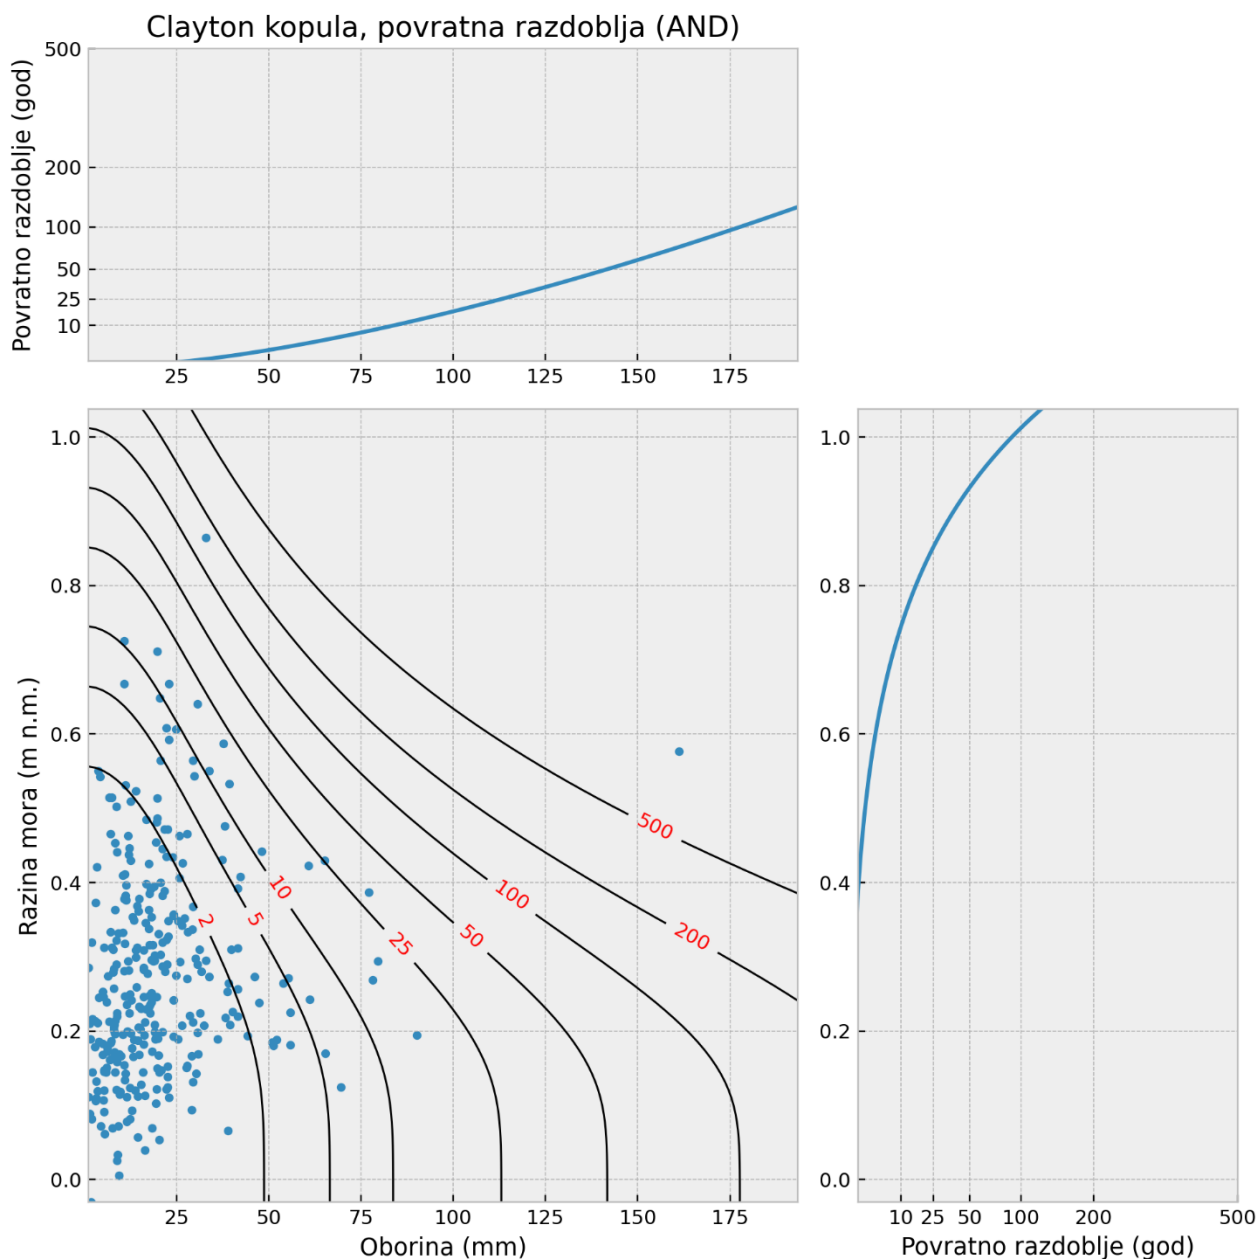 Clayton kopula, povratna razdoblja (AND)
Povratno razdoblje (god)
500
200
100
50
25
10
25 50 75 100 125 150 175
Razina mora (m n.m.)
1.0
0.8
0.6
0.4
0.2
0.0
2 5 10 25 50 100 200 500
25 50 75 100 125 150 175
Oborina (mm)
1.0
0.8
0.6
0.4
0.2
0.0
10 25 50 100 200 500
Povratno razdoblje (god)